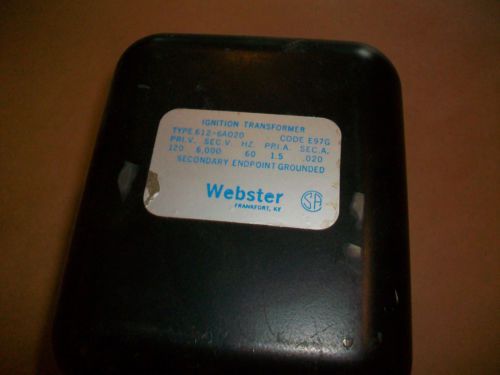 IGNITION TRANSFORMER
TYPE 612-6A020 CODE E97G
PRI.V. SEC.V. HZ. PRI.A. SEC.A.
120 6,000 60 1.5 .020
SECONDARY ENDPOINT GROUNDED
Webster
FRANKFORT, KY
SA